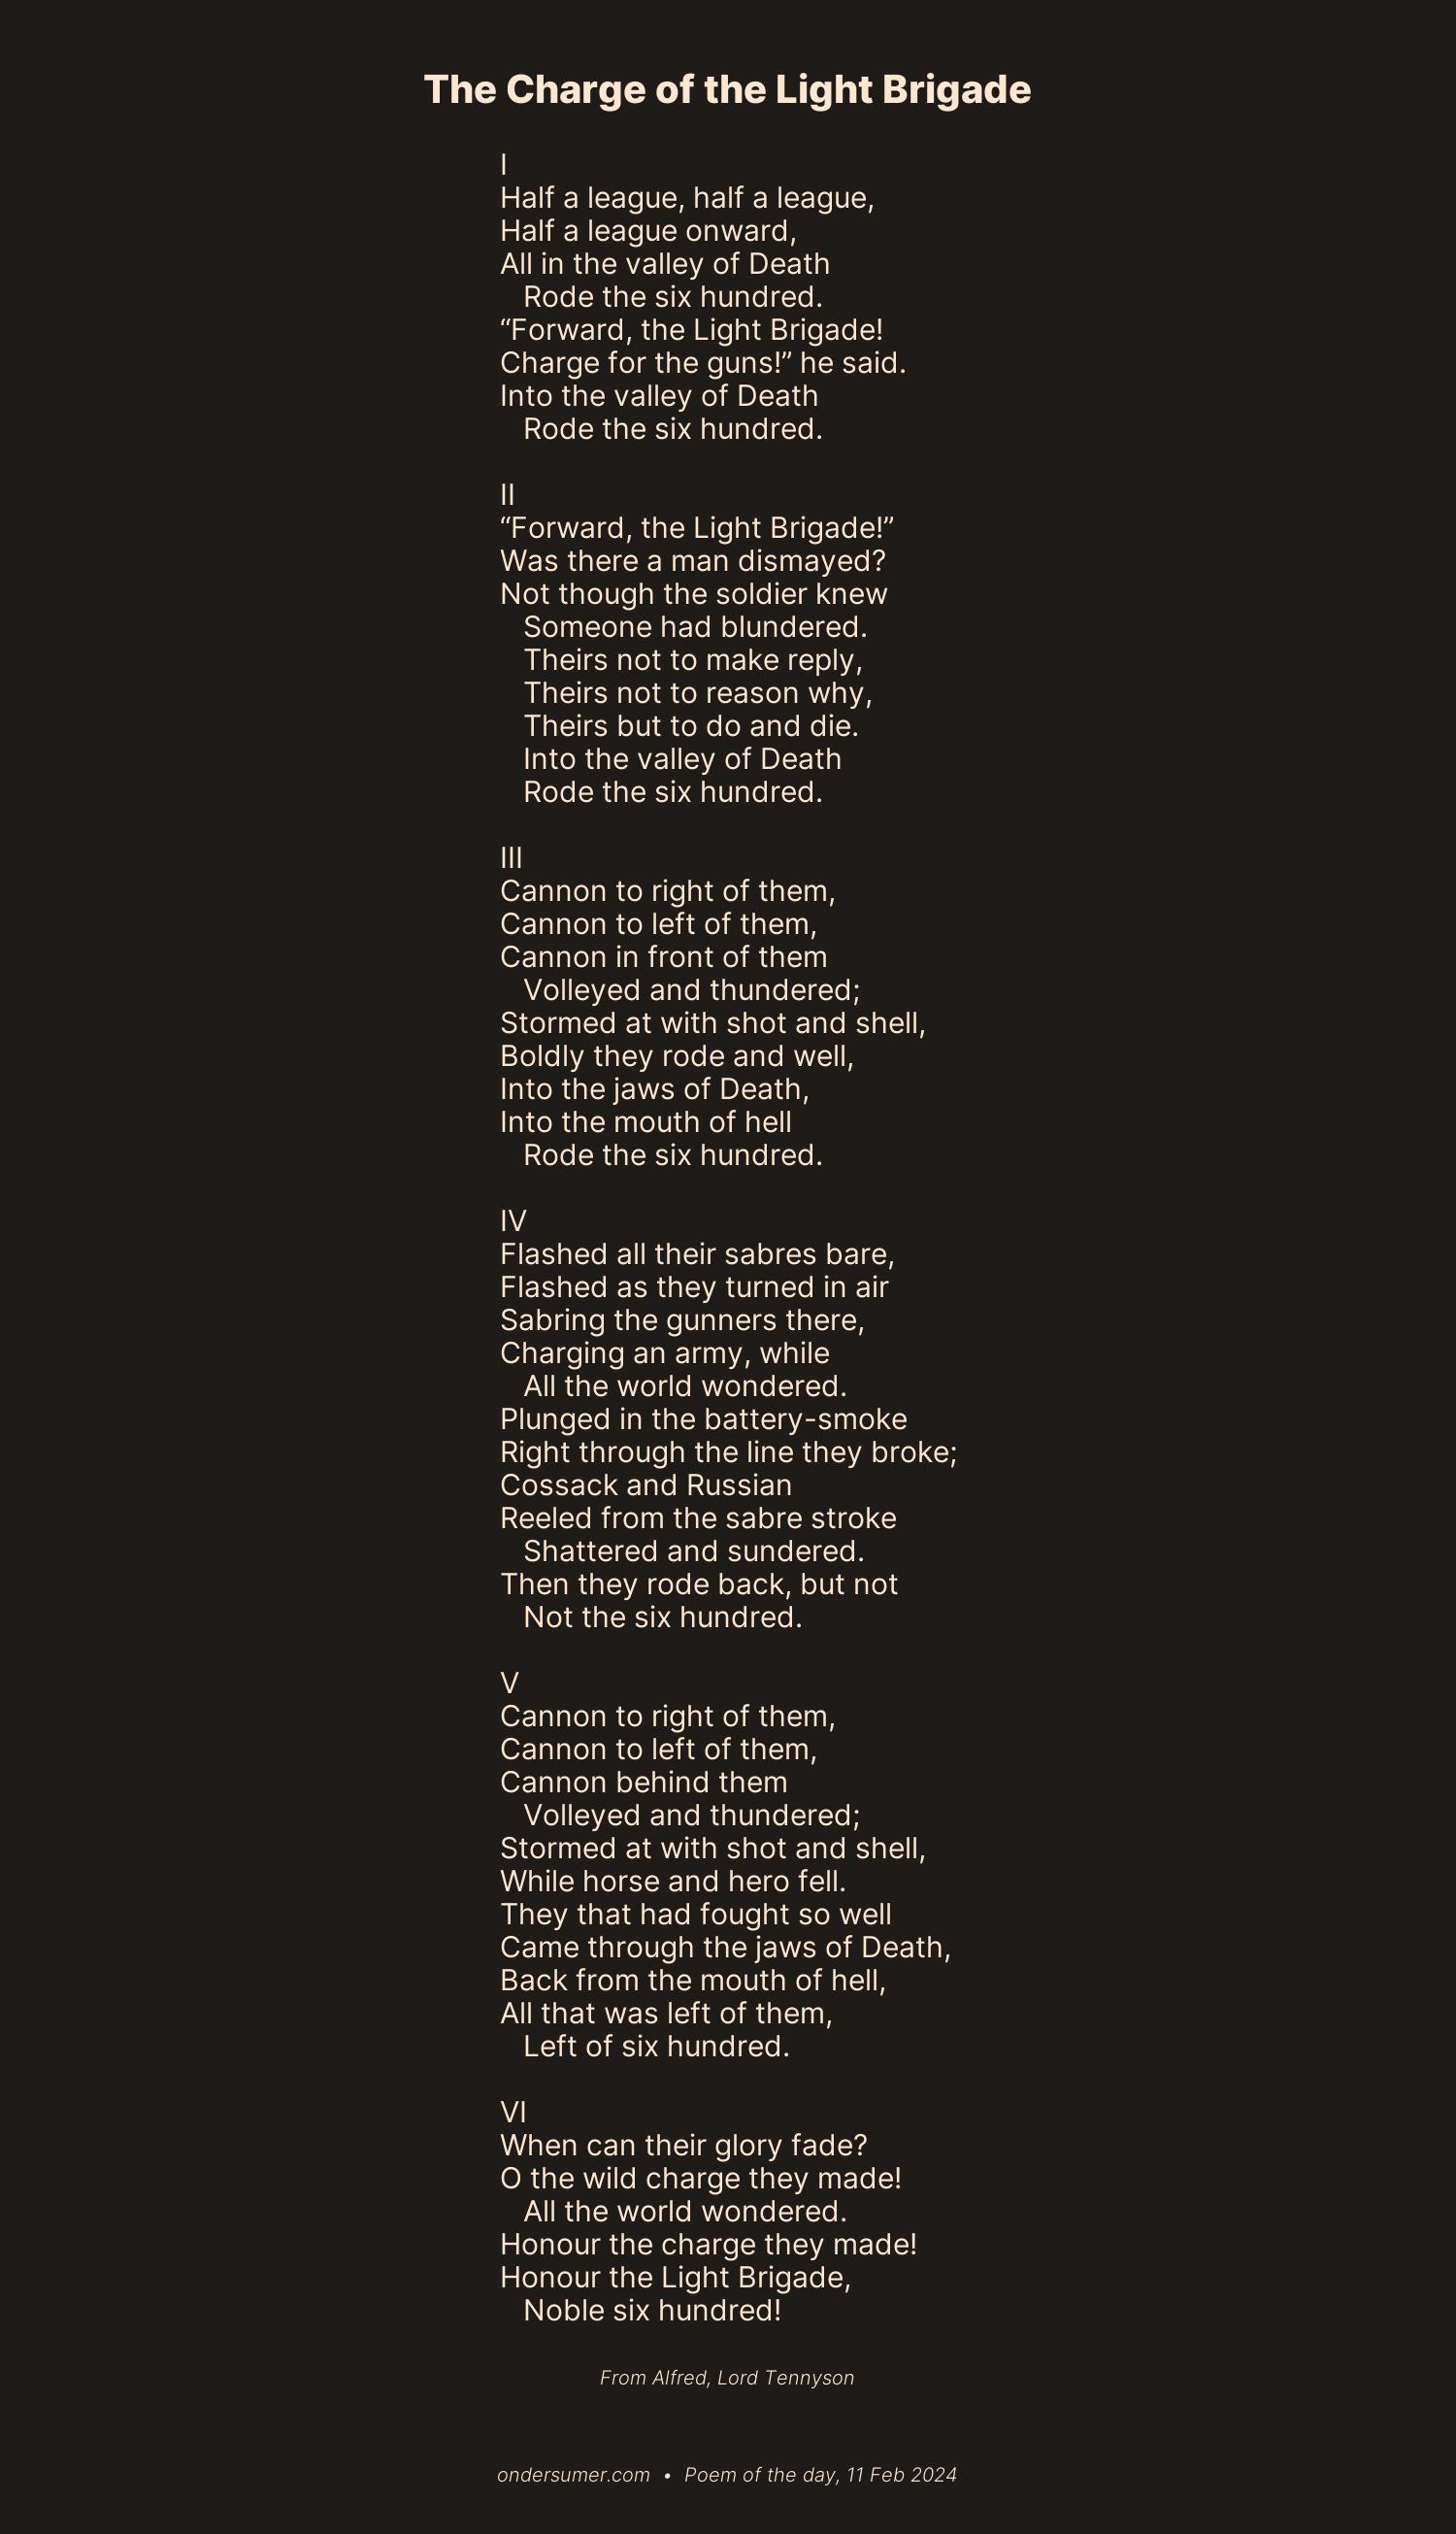 The Charge of the Light Brigade
I
Half a league, half a league,
Half a league onward,
All in the valley of Death
Rode the six hundred.
“Forward, the Light Brigade!
Charge for the guns!” he said.
Into the valley of Death
Rode the six hundred.
II
“Forward, the Light Brigade!”
Was there a man dismayed?
Not though the soldier knew
Someone had blundered.
Theirs not to make reply,
Theirs not to reason why,
Theirs but to do and die.
Into the valley of Death
Rode the six hundred.
III
Cannon to right of them,
Cannon to left of them,
Cannon in front of them
Volleyed and thundered;
Stormed at with shot and shell,
Boldly they rode and well,
Into the jaws of Death,
Into the mouth of hell
Rode the six hundred.
IV
Flashed all their sabres bare,
Flashed as they turned in air
Sabring the gunners there,
Charging an army, while
All the world wondered.
Plunged in the battery-smoke
Right through the line they broke;
Cossack and Russian
Reeled from the sabre stroke
Shattered and sundered.
Then they rode back, but not
Not the six hundred.
V
Cannon to right of them,
Cannon to left of them,
Cannon behind them
Volleyed and thundered;
Stormed at with shot and shell,
While horse and hero fell.
They that had fought so well
Came through the jaws of Death,
Back from the mouth of hell,
All that was left of them,
Left of six hundred.
VI
When can their glory fade?
O the wild charge they made!
All the world wondered.
Honour the charge they made!
Honour the Light Brigade,
Noble six hundred!
From Alfred, Lord Tennyson
ondersumer.com • Poem of the day, 11 Feb 2024